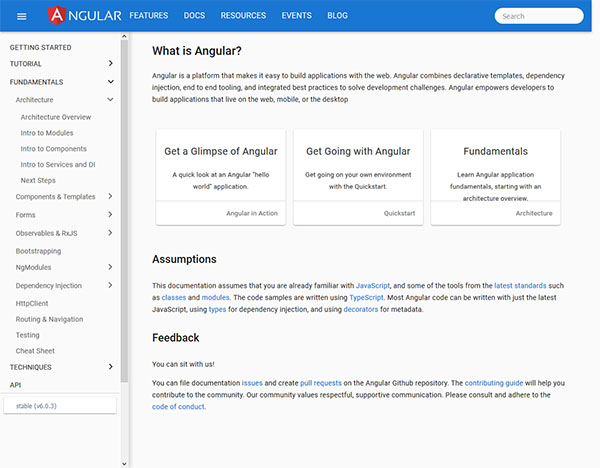 ANGULAR FEATURES DOCS RESOURCES EVENTS BLOG Search
GETTING STARTED
TUTORIAL
FUNDAMENTALS
Architecture
Architecture Overview
Intro to Modules
Intro to Components
Intro to Services and DI
Next Steps
Components & Templates
Forms
Observables & RxJS
Bootstrapping
NgModules
Dependency Injection
HttpClient
Routing & Navigation
Testing
Cheat Sheet
TECHNIQUES
API
stable (v6.0.3)
What is Angular?
Angular is a platform that makes it easy to build applications with the web. Angular combines declarative templates, dependency
injection, end to end tooling, and integrated best practices to solve development challenges. Angular empowers developers to
build applications that live on the web, mobile, or the desktop
Get a Glimpse of Angular
A quick look at an Angular "hello
world" application.
Angular in Action
Get Going with Angular
Get going on your own environment
with the Quickstart.
Quickstart
Fundamentals
Learn Angular application
fundamentals, starting with an
architecture overview.
Architecture
Assumptions
This documentation assumes that you are already familiar with JavaScript, and some of the tools from the latest standards such
as classes and modules. The code samples are written using TypeScript. Most Angular code can be written with just the latest
JavaScript, using types for dependency injection, and using decorators for metadata.
Feedback
You can sit with us!
You can file documentation issues and create pull requests on the Angular Github repository. The contributing guide will help you
contribute to the community. Our community values respectful, supportive communication. Please consult and adhere to the
code of conduct.